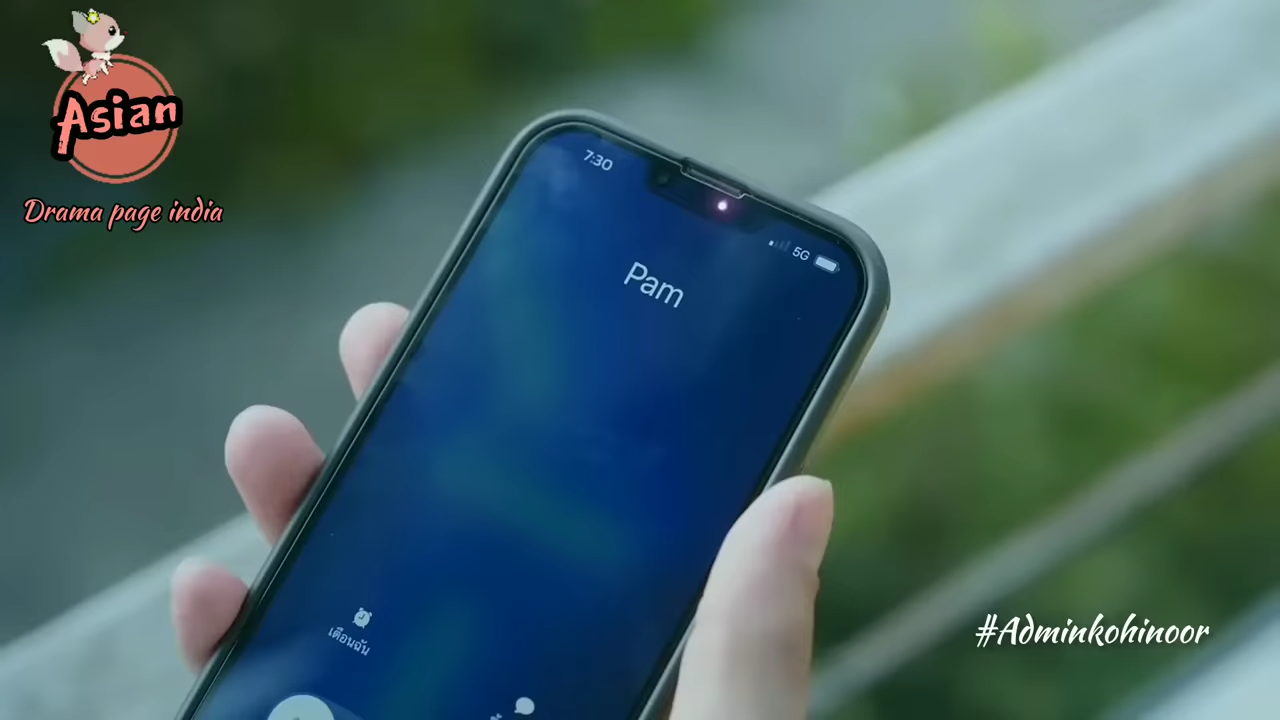 Asian
Drama page india
7:30
5G
Pam
เตือนฉัน
#Adminkohinoor